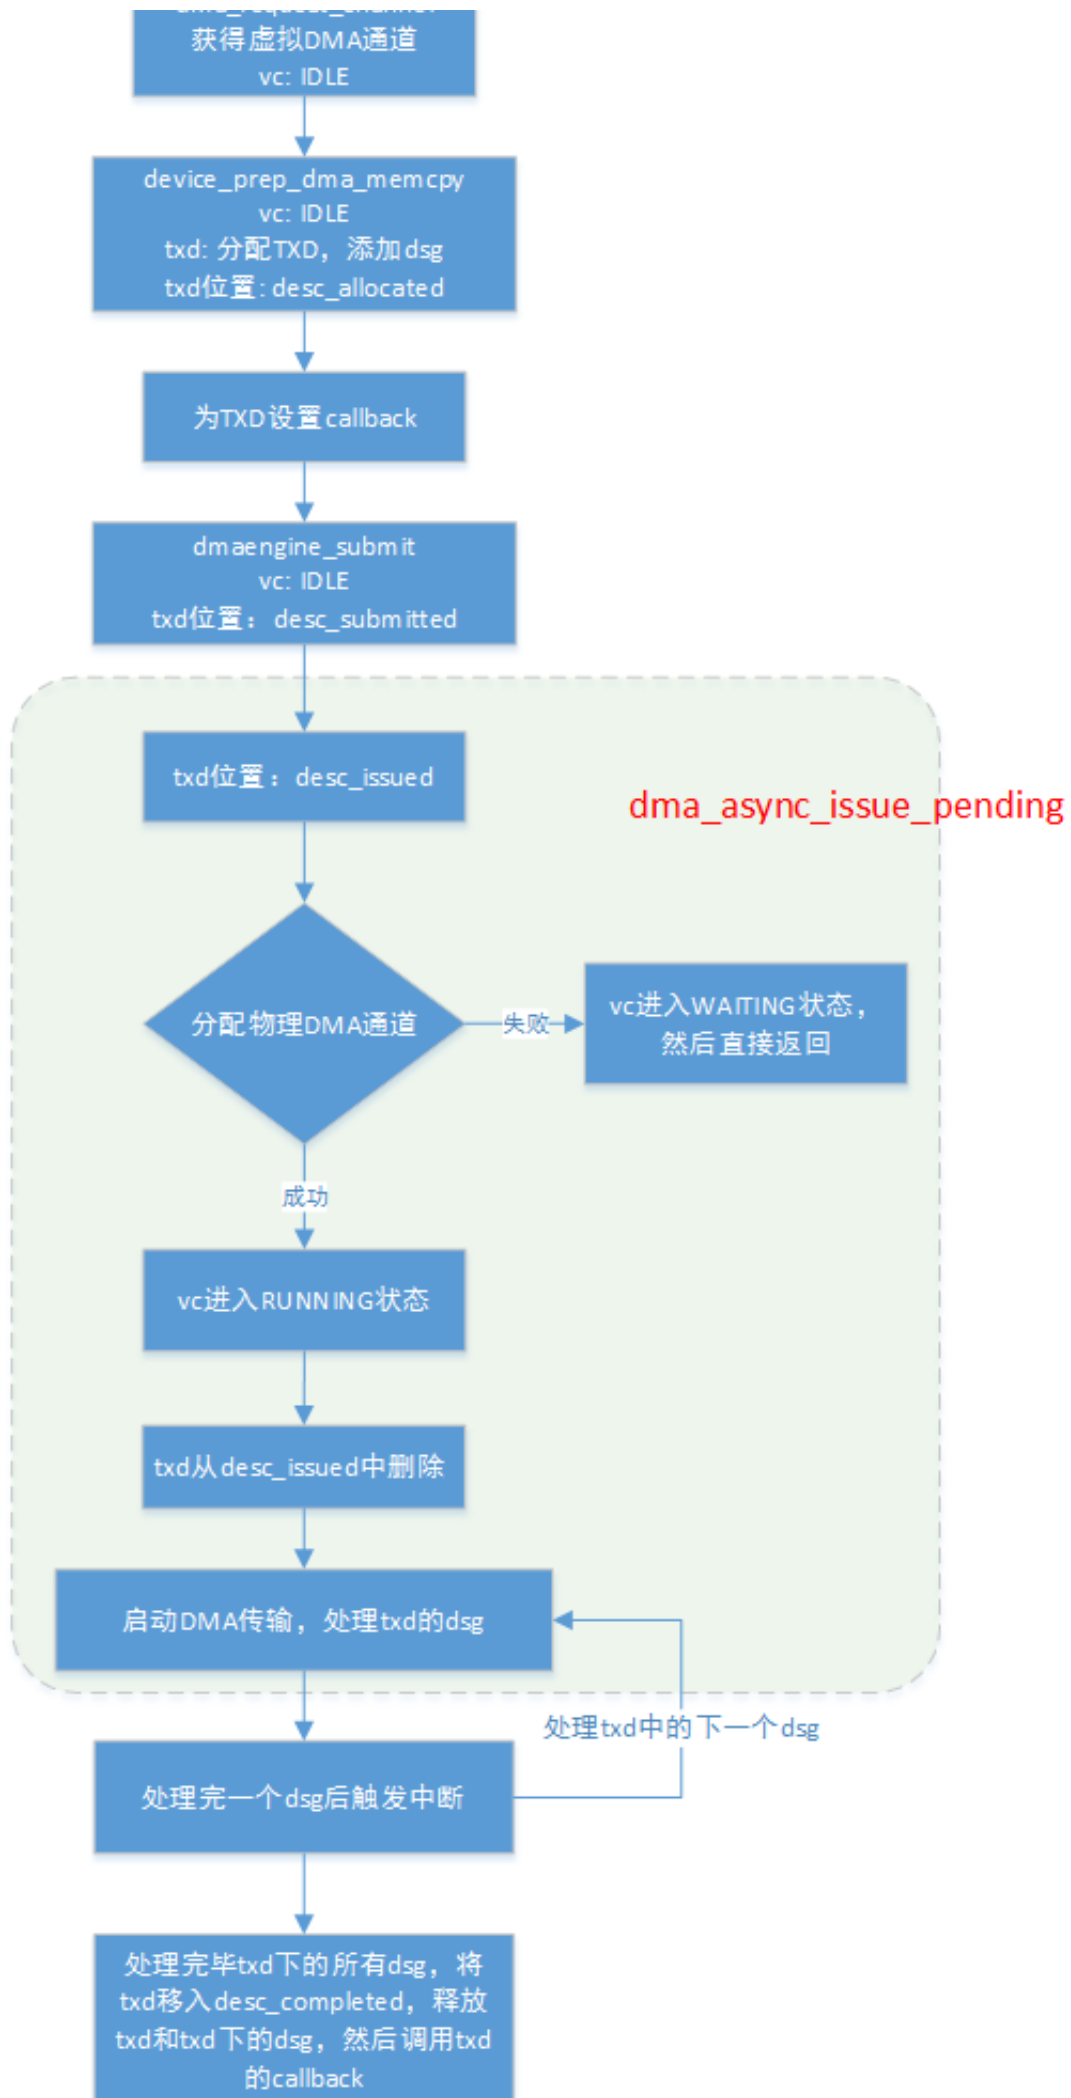 获得虚拟DMA通道
vc: IDLE
device_prep_dma_memcpy
vc: IDLE
txd: 分配TXD，添加dsg
txd位置: desc_allocated
为TXD设置callback
dmaengine_submit
vc: IDLE
txd位置：desc_submitted
txd位置：desc_issued
dma_async_issue_pending
分配物理DMA通道
失败
vc进入WAITING状态，
然后直接返回
成功
vc进入RUNNING状态
txd从desc_issued中删除
启动DMA传输，处理txd的dsg
处理txd中的下一个dsg
处理完一个dsg后触发中断
处理完毕txd下的所有dsg，将
txd移入desc_completed，释放
txd和txd下的dsg，然后调用txd
的callback